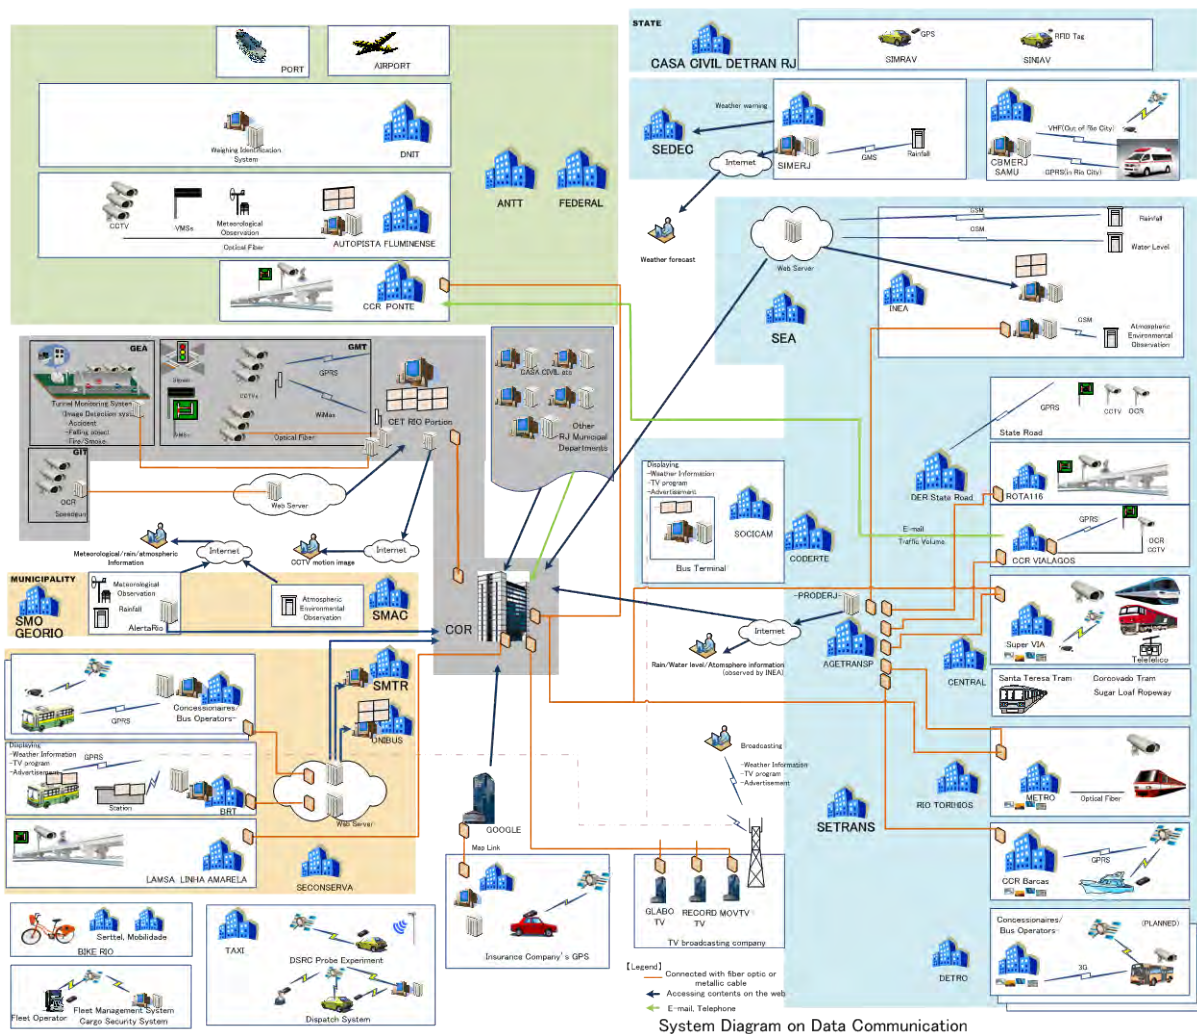 STATE
CASA CIVIL DETRAN RJ
GPS
SIMRAV
RFID Tag
SINIAV
PORT
AIRPORT
Weighing Identification
System
DNIT
CCTV
VMSs
Meteorological
Observation
Optical Fiber
AUTOPISTA FLUMINENSE
CCR PONTE
ANTT
FEDERAL
Weather warning
SEDEC
Internet
SIMERJ
GMS
Rainfall
CBMERJ
SAMU
VHF(Out of Rio City)
GPRS(in Rio City)
Weather forecast
Web Server
GSM
Rainfall
GSM
Water Level
INEA
SEA
GSM
Atmospheric
Environmental
Observation
GEA
Tunnel Monitoring System
-Image Detection
-Accident
-Falling object
-Fire/Smoke
GMT
CCTVs
GPRS
WiMax
Optical Fiber
CET RIO Portion
GIT
OCR
Web Server
CASA CIVIL etc
Other
RJ Municipal
Departments
Meteorological/rain/atmospheric
Information
Internet
CCTV motion image
Internet
MUNICIPALITY
SMO
GEORIO
Meteorological
Observation
Rainfall
AlertaRio
Atmospheric
Environmental
Observation
SMAC
COR
Displaying
-Weather Information
-TV program
-Advertisement
Bus Terminal
SOCICAM
CODERTE
GPRS
CCTV
OCR
State Road
DER State Road
ROTA116
E-mail
Traffic Volume
GPRS
OCR
CCTV
CCR VIALAGOS
-PRODERJ-
Internet
Rain/Water level/Atomsphere information
(observed by INEA)
AGETRANSP
CENTRAL
Super VIA
Telefelico
Santa Teresa Tram
Corcovado Tram
Sugar Loaf Ropeway
SMTR
ONIBUS
GPRS
Concessionaires/
Bus Operators-
Displaying
-Weather Information
-TV program
-Advertisement
GPRS
Station
BRT
Web Server
LAMSA LINHA AMARELA
SECONSERVA
GOOGLE
Map Link
Broadcasting
-Weather Information
-TV program
-Advertisement
SETRANS
RIO TORIHIOS
METRO
Optical Fiber
CCR Barcas
GPRS
Insurance Company's GPS
GLABO
TV
RECORD
TV
MOVTV
TV broadcasting company
BIKE RIO
Serttel, Mobilidade
TAXI
DSRC Probe Experiment
Dispatch System
Fleet Operator
Fleet Management System
Cargo Security System
DETRO
Concessionaires/
Bus Operators-
(PLANNED)
3G
【Legend】
Connected with fiber optic or
metallic cable
Accessing contents on the web
E-mail, Telephone
System Diagram on Data Communication